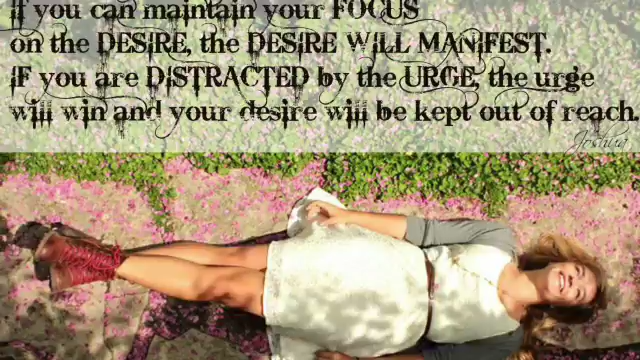 if you can maintain your FOCUS
on the DESIRE, the DESIRE WILL MANIFEST.
IF you are DISTRACTED by the URGE, the urge
will win and your desire will be kept out of reach.
Joshua